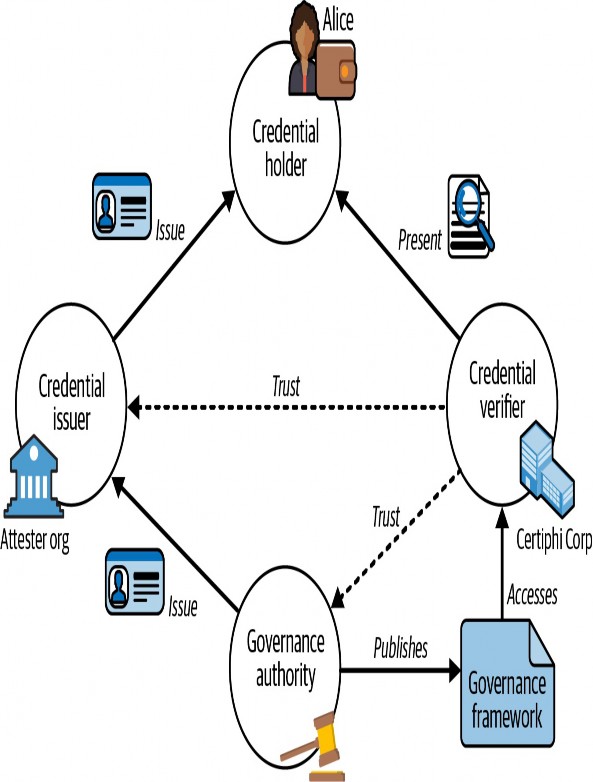 Alice
Credential
holder
Issue
Present
Credential
issuer
Trust
Credential
verifier
Attester org
Trust
Certiphi Corp
Issue
Accesses
Governance
authority
Publishes
Governance
framework